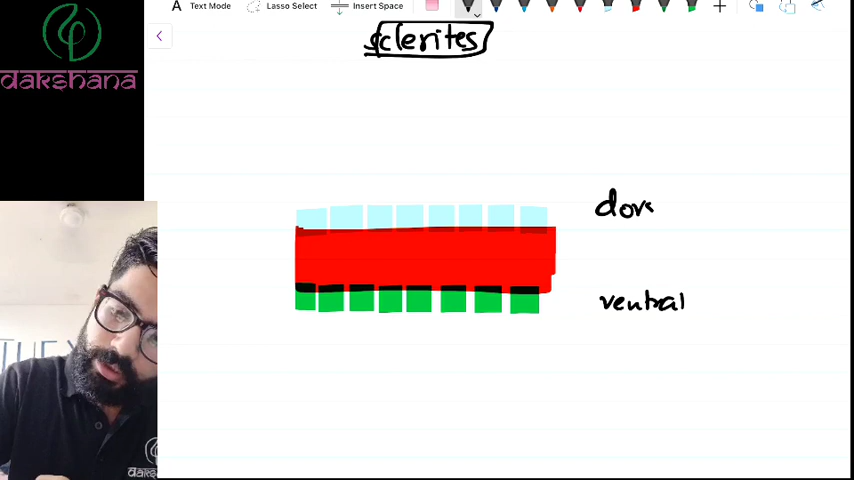 Text Mode
Lasso Select
Insert Space
dakshana
sclerites
dors
ventral